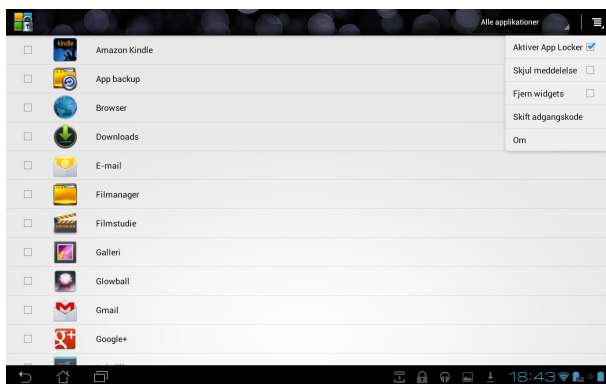 Alle applikationer
kindle
Amazon Kindle
Aktiver App Locker
App backup
Skjul meddelelse
Browser
Fjern widgets
Skift adgangskode
Downloads
Om
E-mail
Filmanager
Filmstudie
Galleri
Glowball
Gmail
Google+
18:43